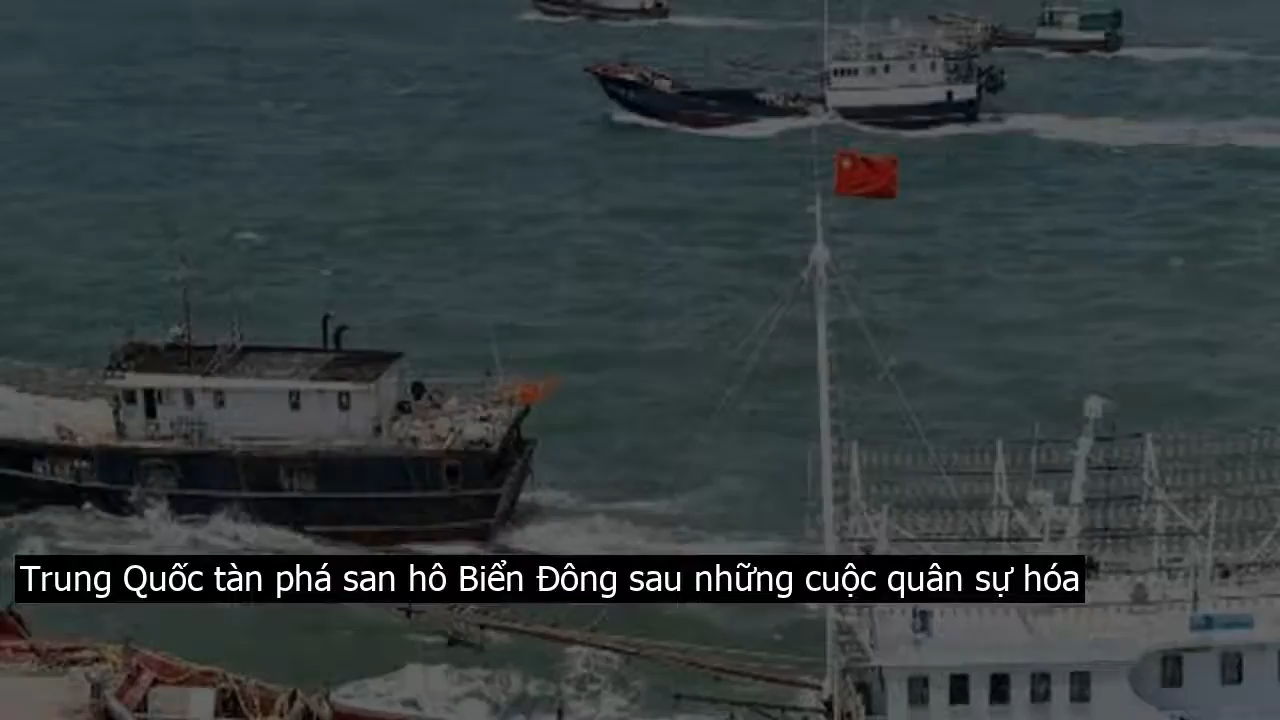 Trung Quốc tàn phá san hô Biển Đông sau những cuộc quân sự hóa